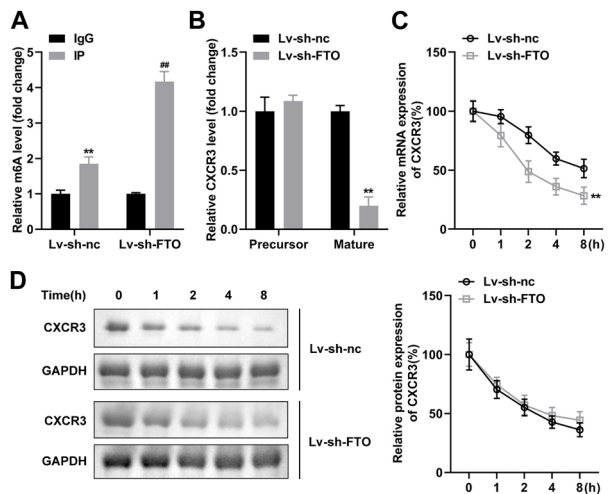 A
IgG
IP
Relative m6A level (fold change)
5
4
3
2
1
0
**
##
Lv-sh-nc
Lv-sh-FTO
B
Lv-sh-nc
Lv-sh-FTO
Relative CXCR3 level (fold change)
1.5
1.0
0.5
0.0
**
Precursor
Mature
C
Lv-sh-nc
Lv-sh-FTO
Relative mRNA expression
of CXCR3(%)
150
100
50
0
**
0 1 2 4 8 (h)
D
Time(h) 0 1 2 4 8
CXCR3
GAPDH
Lv-sh-nc
CXCR3
GAPDH
Lv-sh-FTO
Lv-sh-nc
Lv-sh-FTO
Relative protein expression
of CXCR3(%)
150
100
50
0
0 1 2 4 8 (h)